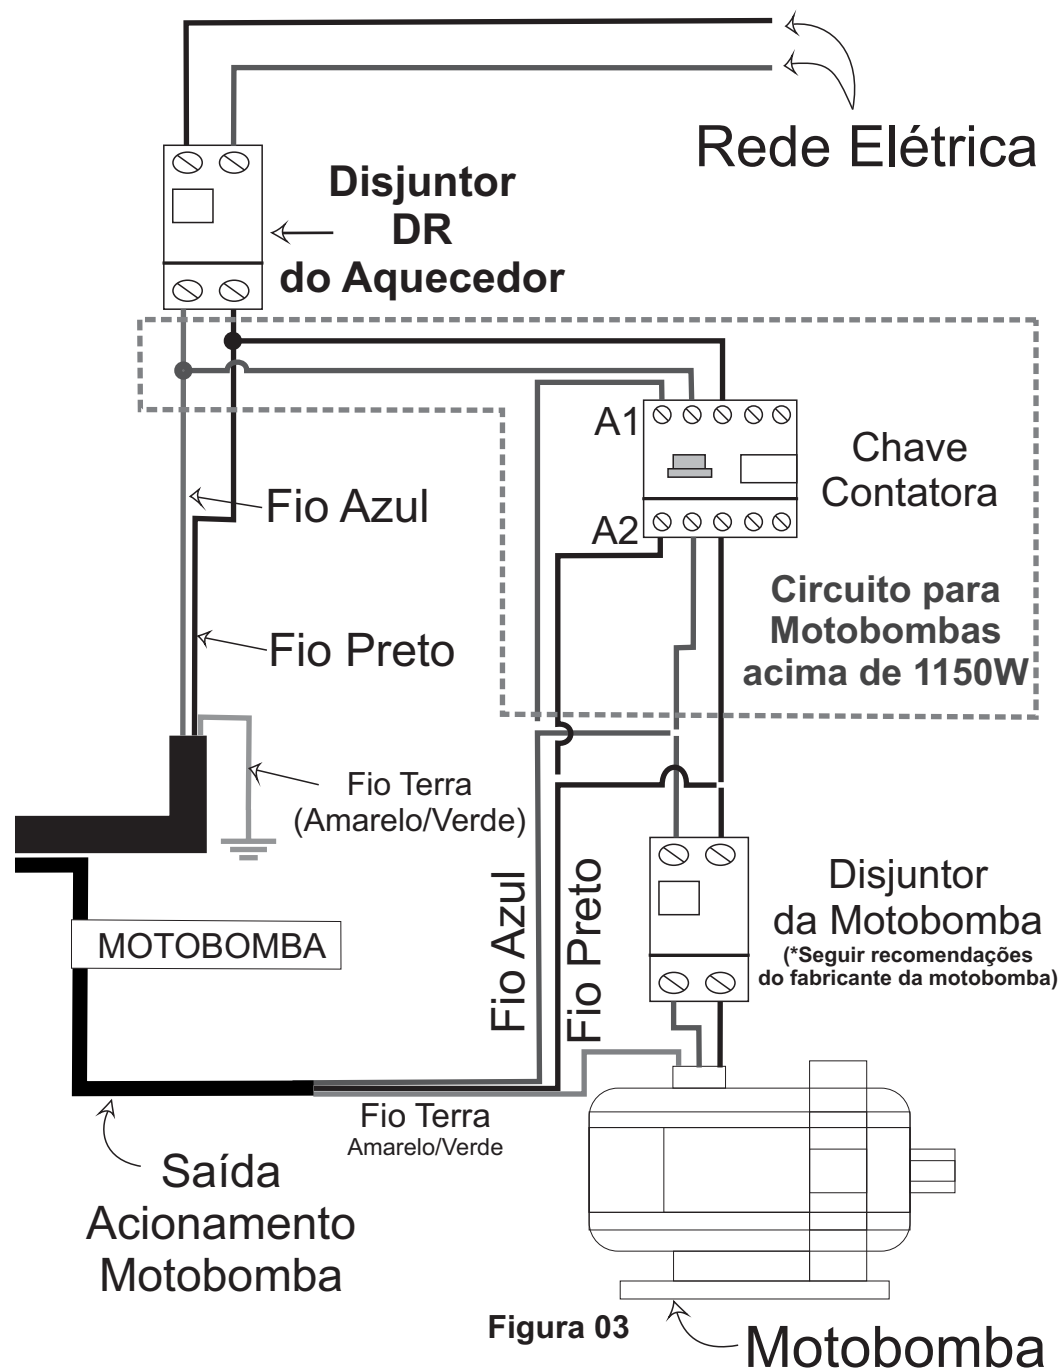 Rede Elétrica
Disjuntor
DR
do Aquecedor
A1
Chave
Contatora
Fio Azul
A2
Circuito para
Motobombas
acima de 1150W
Fio Preto
Fio Terra
(Amarelo/Verde)
Fio Azul
Fio Preto
Disjuntor
da Motobomba
(*Seguir recomendações
do fabricante da motobomba)
MOTOBOMBA
Fio Terra
Amarelo/Verde
Saída
Acionamento
Motobomba
Figura 03
Motobomba